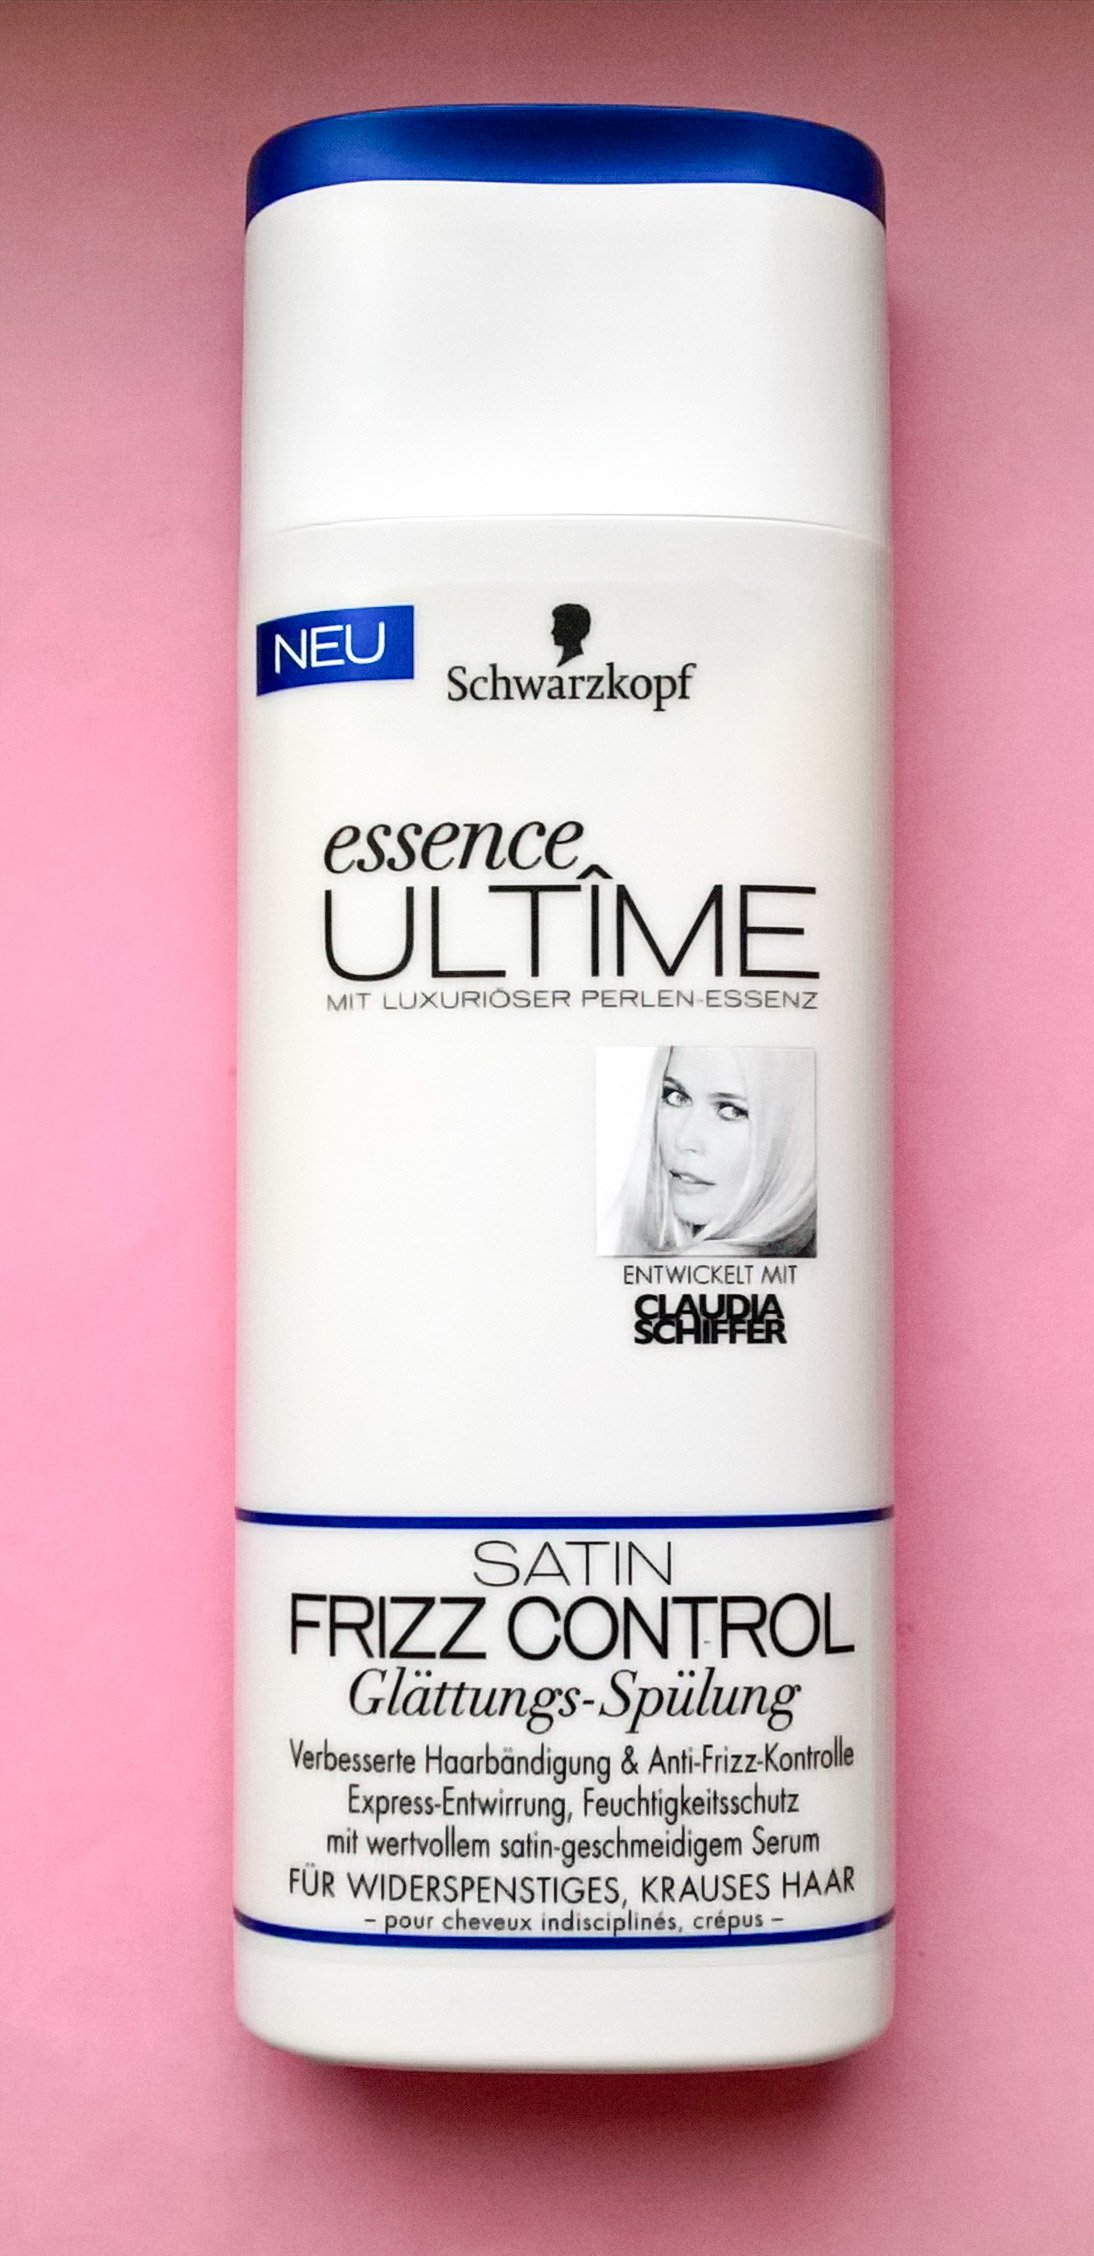 NEU
Schwarzkopf
essence
ULTÎME
MIT LUXURIÖSER PERLEN-ESSENZ
ENTWICKELT MIT
CLAUDIA
SCHIFFER
SATIN
FRIZZ CONTROL
Glättungs-Spülung
Verbesserte Haarbändigung & Anti-Frizz-Kontrolle
Express-Entwirrung, Feuchtigkeitsschutz
mit wertvollem satin-geschmeidigem Serum
FÜR WIDERSPENSTIGES, KRAUSES HAAR
– pour cheveux indisciplinés, crépus –